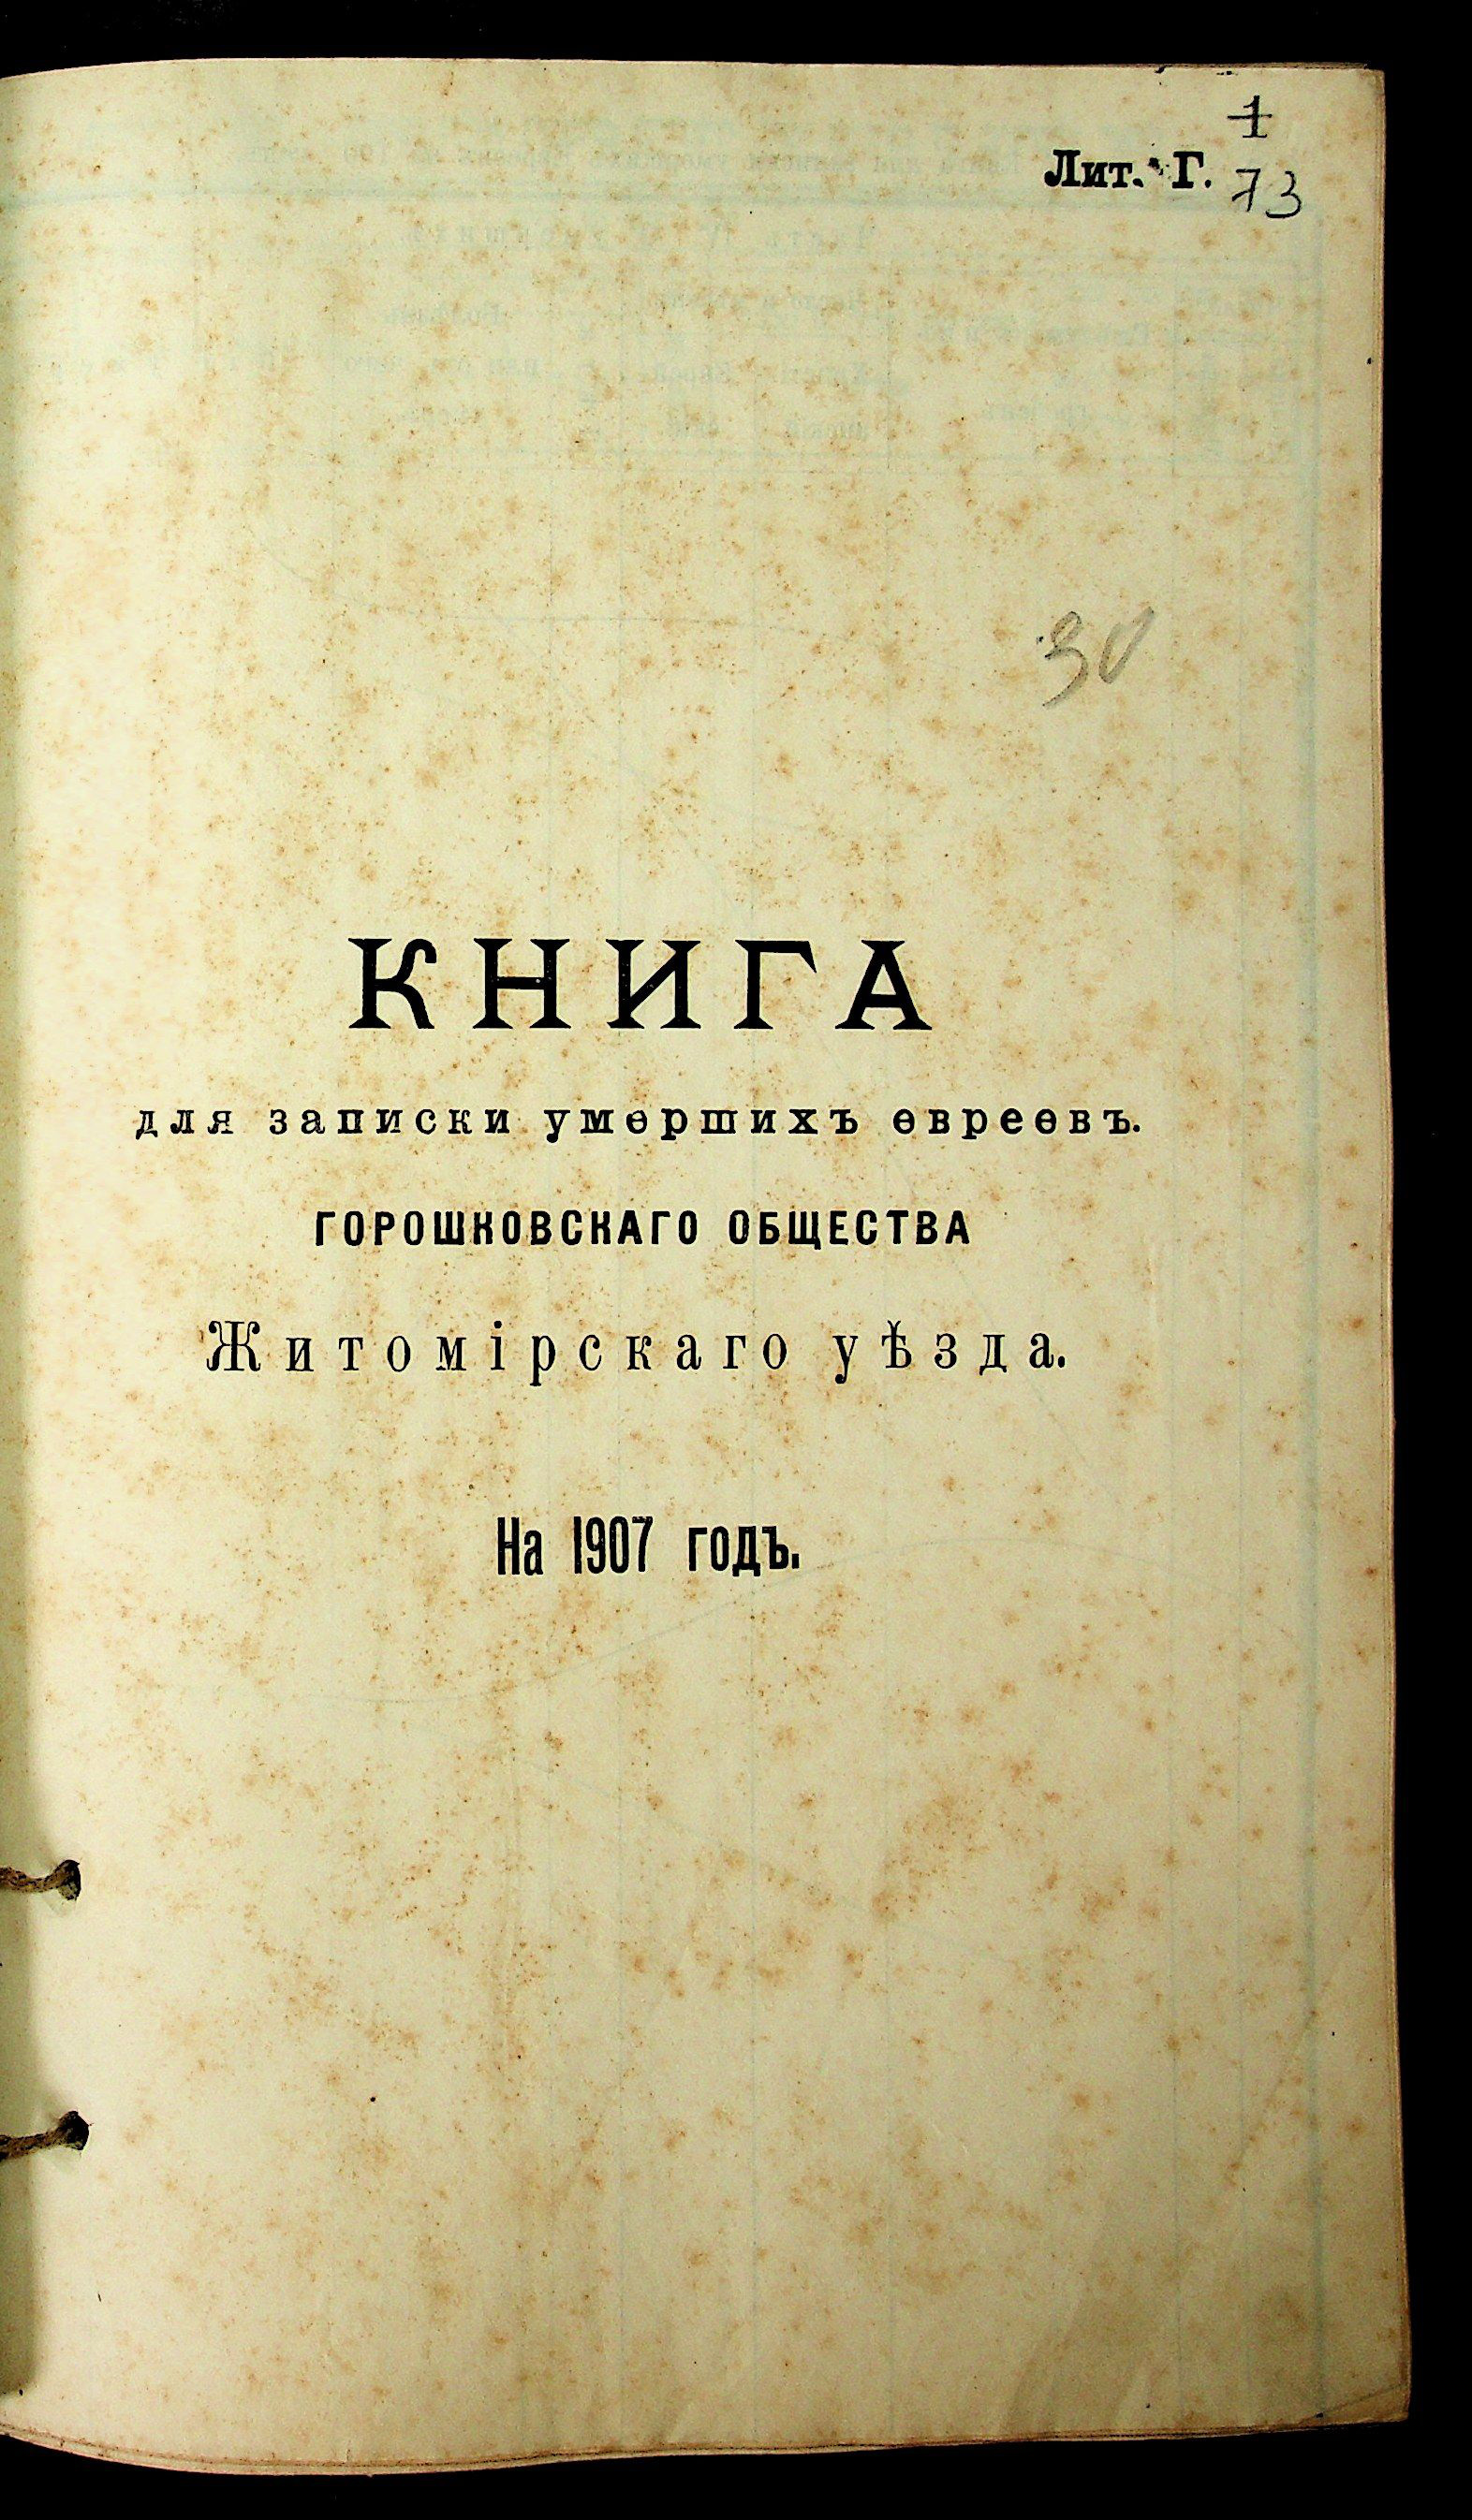 1
Лит. Г. 73
30
КНИГА
для записки умершихъ евреевъ.
ГОРОШКОВСКАГО ОБЩЕСТВА
Житомірскаго уѣзда.
На 1907 годъ.